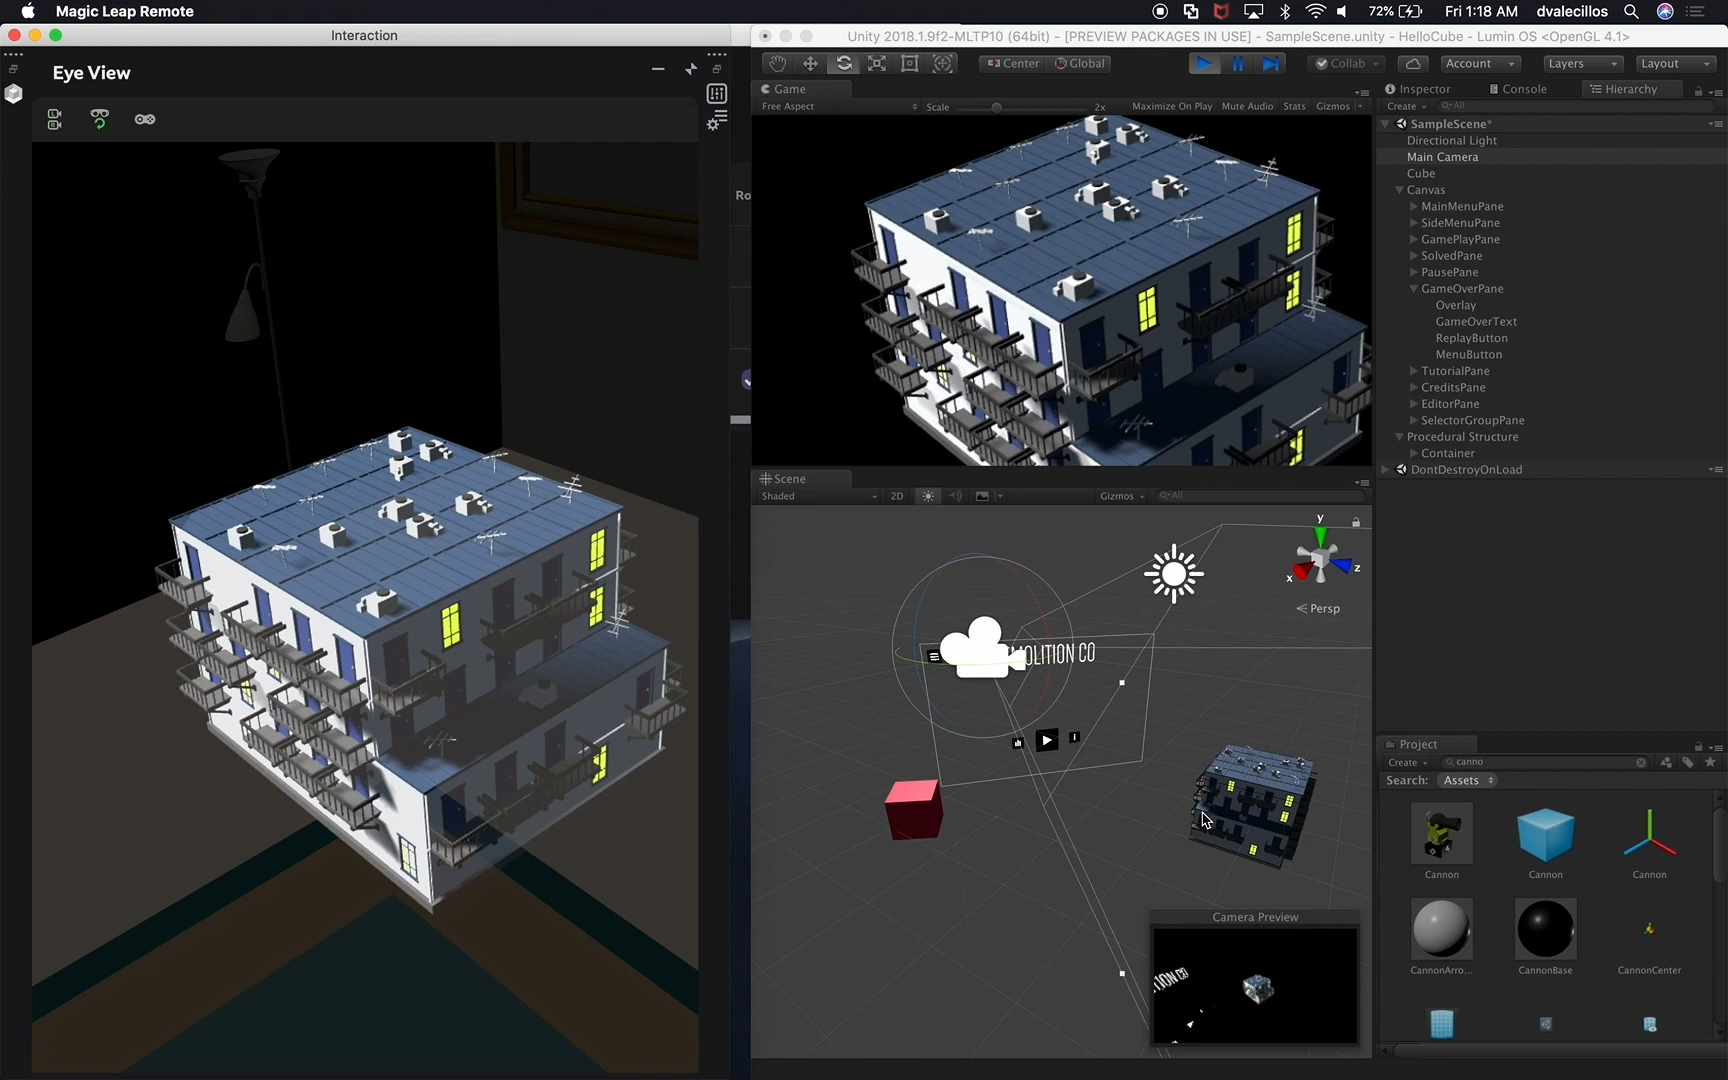 Magic Leap Remote
72%
Fri 1:18 AM
dvalecillos
Interaction
Eye View
L
R
Ro
Unity 2018.1.9f2-MLTP10 (64bit) - [PREVIEW PACKAGES IN USE] - SampleScene.unity - HelloCube - Lumin OS <OpenGL 4.1>
Center
Global
Collab
Account
Layers
Layout
Game
Free Aspect
Scale
2x
Maximize On Play
Mute Audio
Stats
Gizmos
Scene
Shaded
2D
Gizmos
All
y
x
z
Persp
MOLITION CO
Camera Preview
ITION CO
Inspector
Console
Hierarchy
Create
All
SampleScene*
Directional Light
Main Camera
Cube
Canvas
MainMenuPane
SideMenuPane
GamePlayPane
SolvedPane
PausePane
GameOverPane
Overlay
GameOverText
ReplayButton
MenuButton
TutorialPane
CreditsPane
EditorPane
SelectorGroupPane
Procedural Structure
Container
DontDestroyOnLoad
Project
Create
canno
Search:
Assets
Cannon
Cannon
Cannon
CannonArro...
CannonBase
CannonCenter